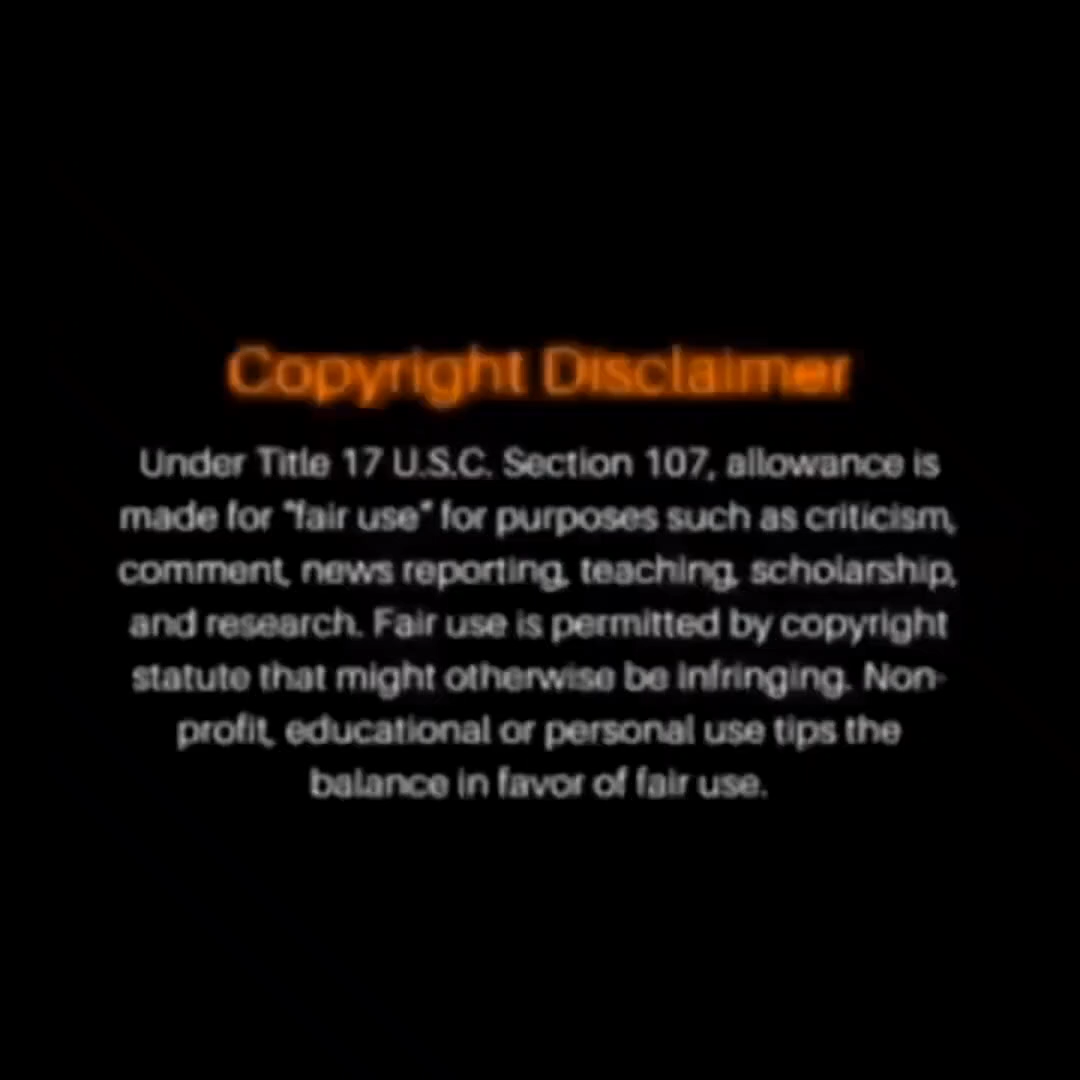 Copyright Disclaimer
Under Title 17 U.S.C. Section 107, allowance is
made for "fair use" for purposes such as criticism,
comment, news reporting, teaching, scholarship,
and research. Fair use is permitted by copyright
statute that might otherwise be infringing. Non-
profit, educational or personal use tips the
balance in favor of fair use.